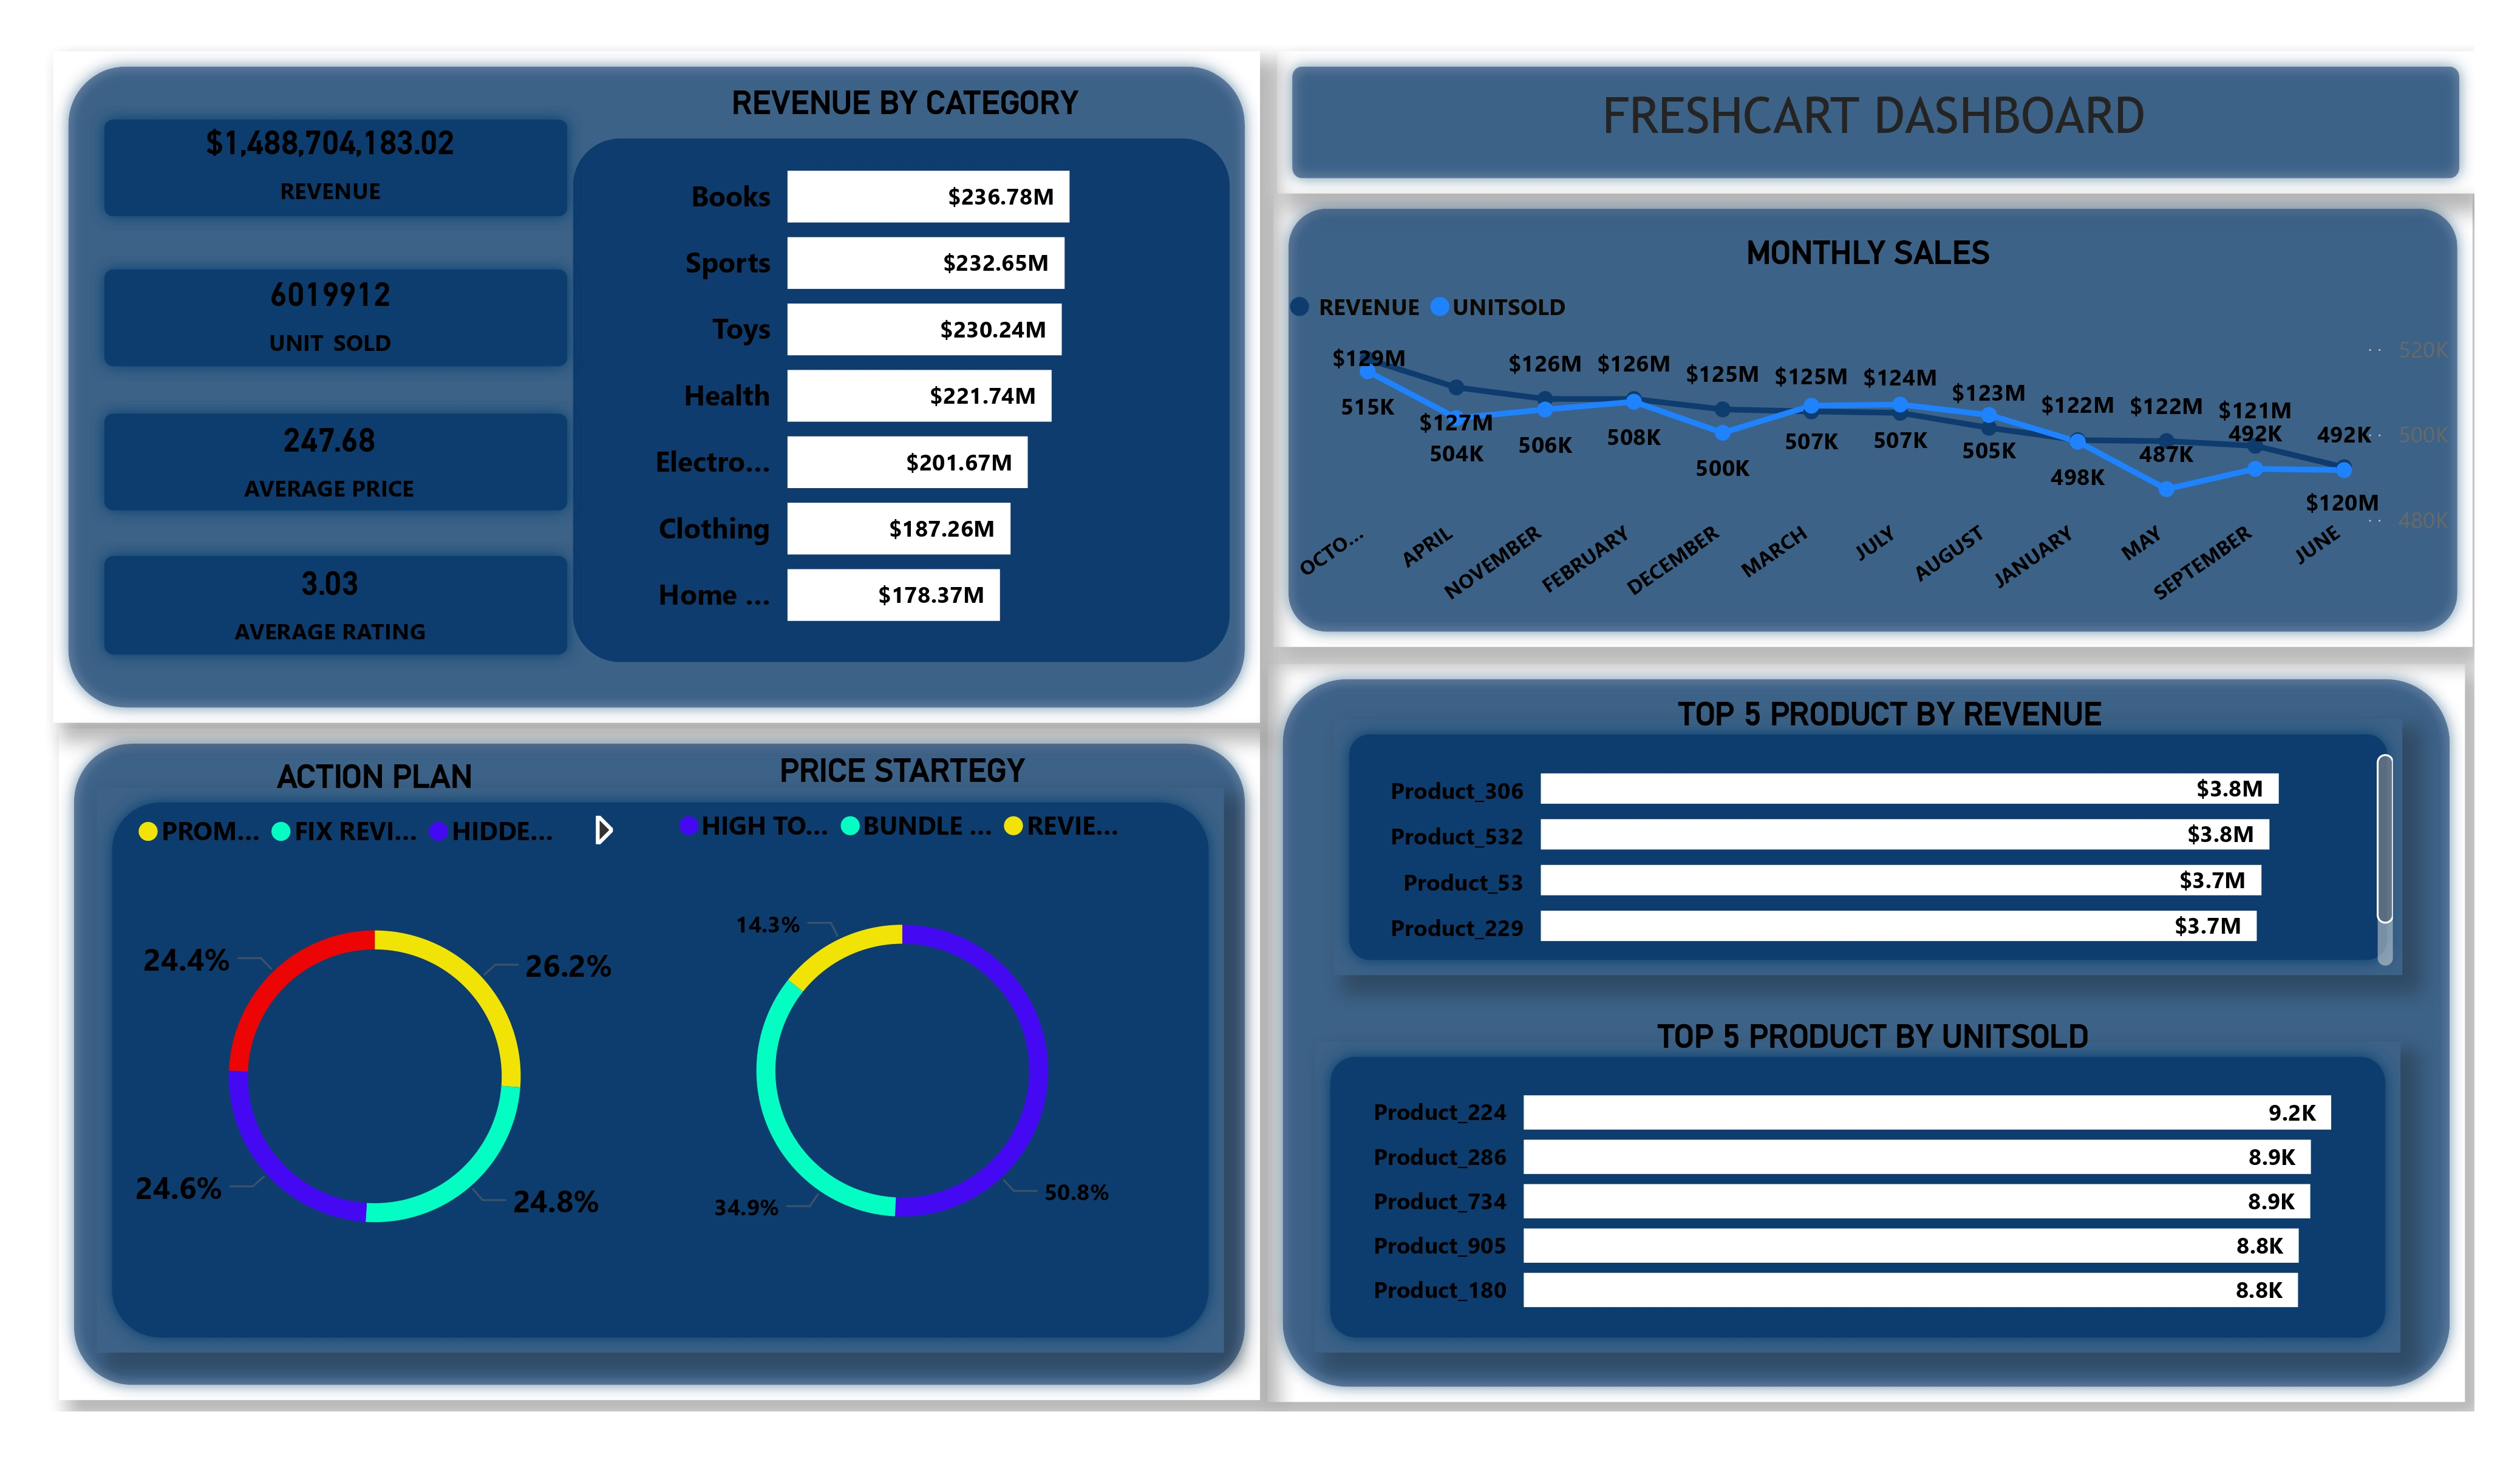 REVENUE BY CATEGORY
$1,488,704,183.02
REVENUE
6019912
UNIT SOLD
247.68
AVERAGE PRICE
3.03
AVERAGE RATING
Books $236.78M
Sports $232.65M
Toys $230.24M
Health $221.74M
Electro... $201.67M
Clothing $187.26M
Home ... $178.37M
FRESHCART DASHBOARD
MONTHLY SALES
REVENUE UNITSOLD
$129M $127M $126M $126M $125M $125M $124M $123M $122M $122M $121M $120M
515K 504K 506K 508K 500K 507K 507K 505K 498K 487K 492K 492K
520K
500K
480K
OCTO... APRIL NOVEMBER FEBRUARY DECEMBER MARCH JULY AUGUST JANUARY MAY SEPTEMBER JUNE
ACTION PLAN
PROM... FIX REVI... HIDDE...
24.4% 26.2%
24.6% 24.8%
PRICE STARTEGY
HIGH TO... BUNDLE ... REVIE...
14.3%
34.9% 50.8%
TOP 5 PRODUCT BY REVENUE
Product_306 $3.8M
Product_532 $3.8M
Product_53 $3.7M
Product_229 $3.7M
TOP 5 PRODUCT BY UNITSOLD
Product_224 9.2K
Product_286 8.9K
Product_734 8.9K
Product_905 8.8K
Product_180 8.8K